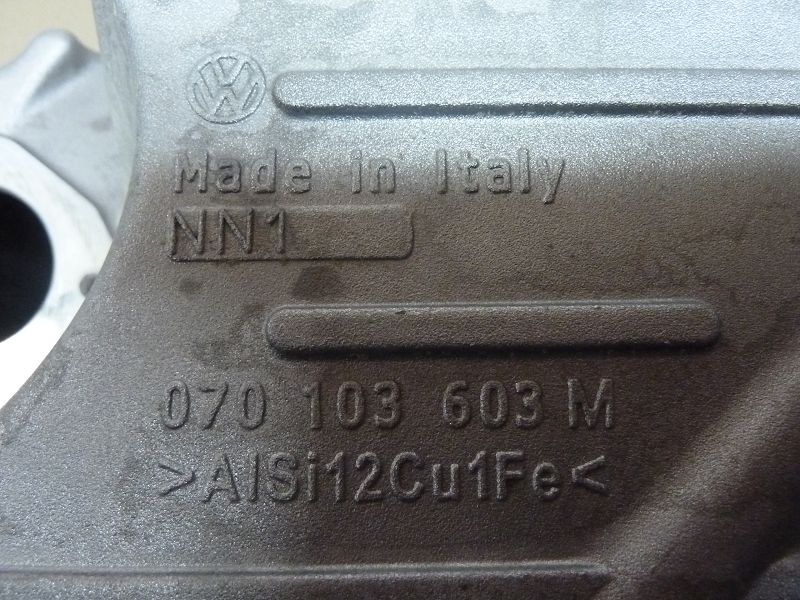 Made in Italy
NN1
070 103 603 M
>AlSi12Cu1Fe<